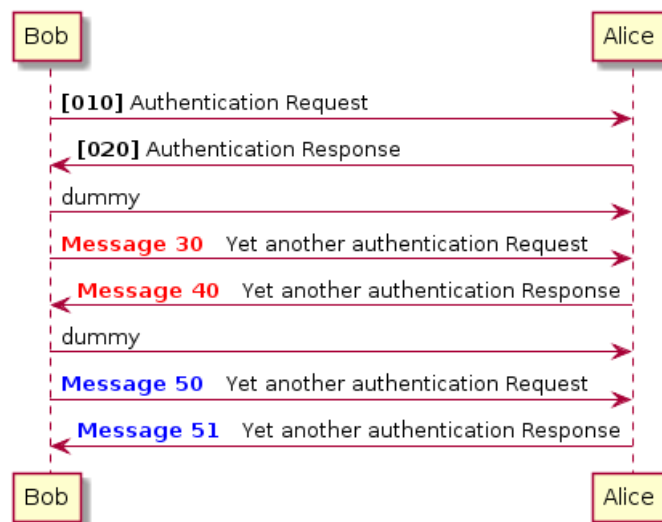 Bob Alice
[010] Authentication Request
[020] Authentication Response
dummy
Message 30 Yet another authentication Request
Message 40 Yet another authentication Response
dummy
Message 50 Yet another authentication Request
Message 51 Yet another authentication Response
Bob Alice